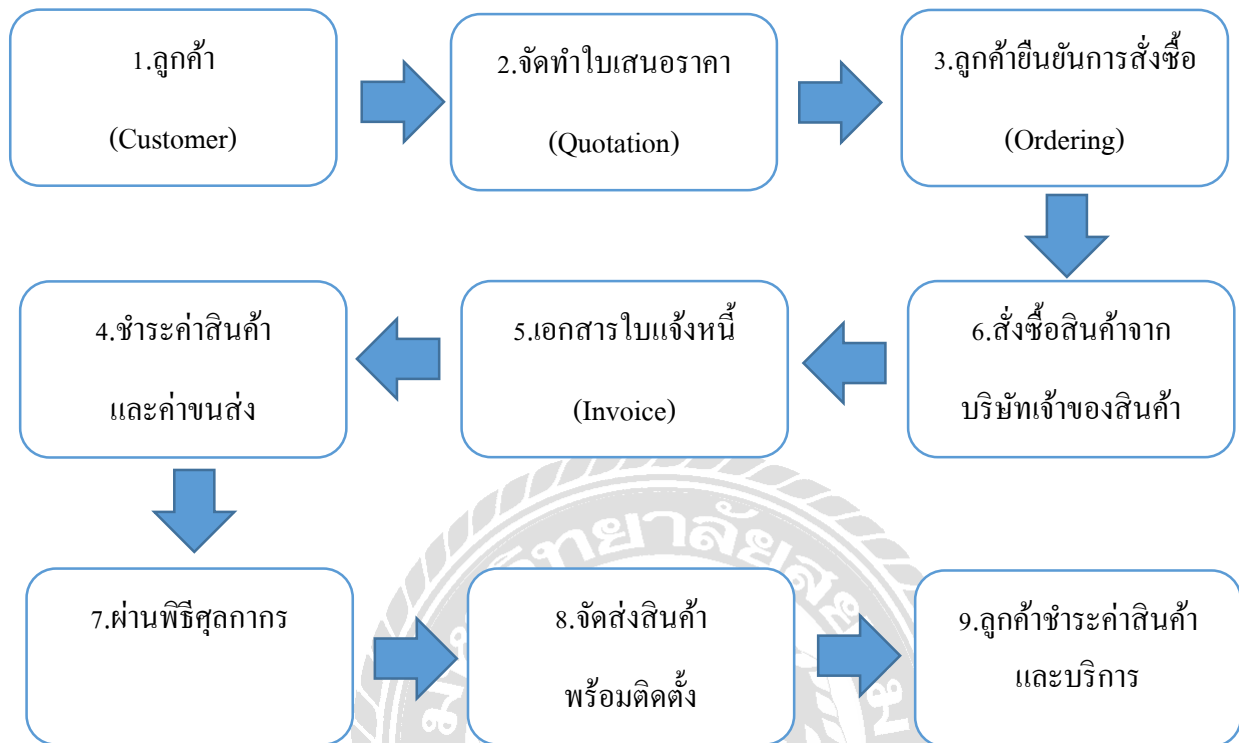 1.ลูกค้า
(Customer)
2.จัดทำใบเสนอราคา
(Quotation)
3.ลูกค้ายืนยันการสั่งซื้อ
(Ordering)
4.ชำระค่าสินค้า
และค่าขนส่ง
5.เอกสารใบแจ้งหนี้
(Invoice)
6.สั่งซื้อสินค้าจาก
บริษัทเจ้าของสินค้า
7.ผ่านพิธีศุลกากร
8.จัดส่งสินค้า
พร้อมติดตั้ง
9.ลูกค้าชำระค่าสินค้า
และบริการ